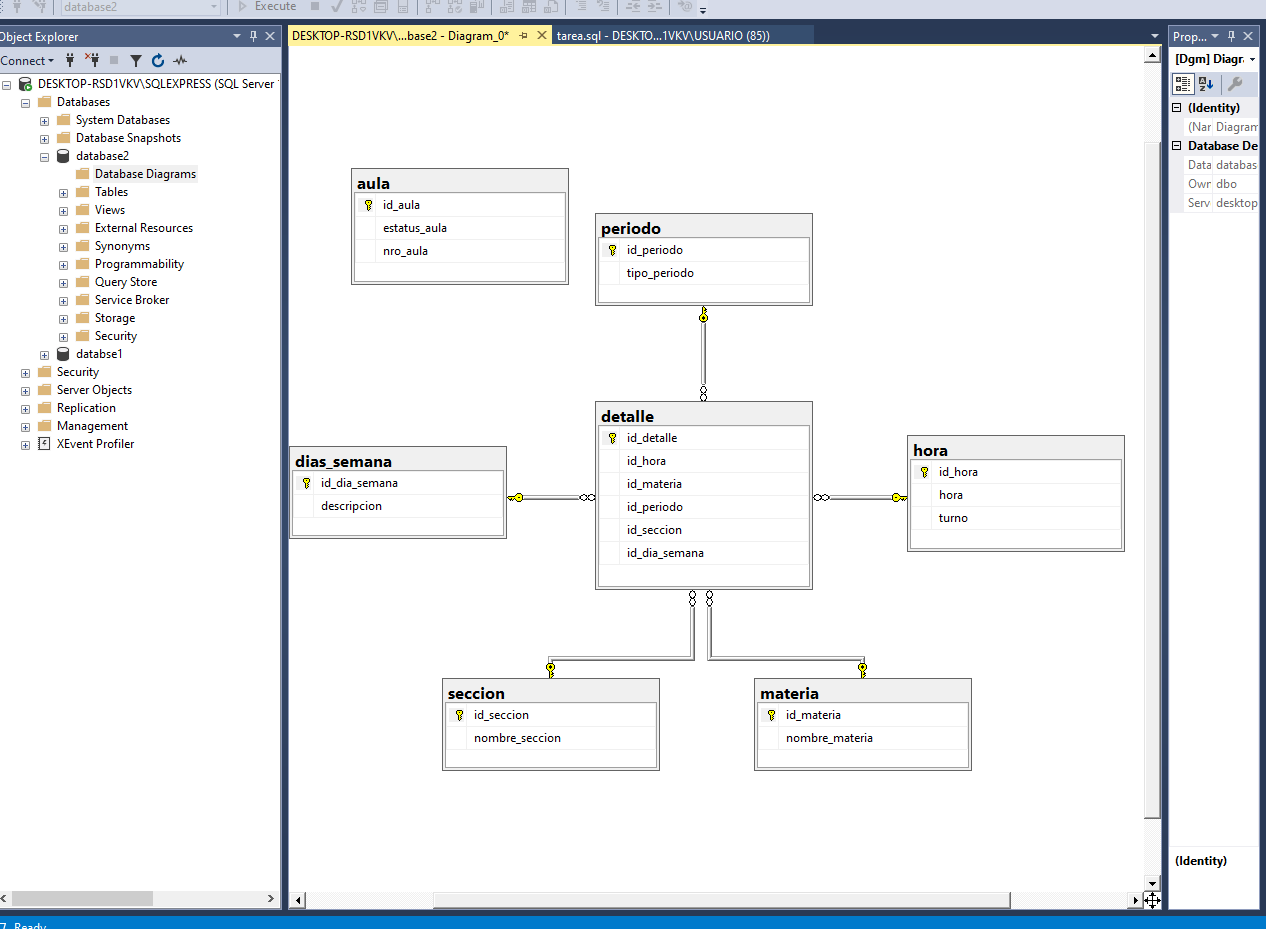 database2
Execute
Object Explorer
Connect
DESKTOP-RSD1VKV\SQLEXPRESS (SQL Server
Databases
System Databases
Database Snapshots
database2
Database Diagrams
Tables
Views
External Resources
Synonyms
Programmability
Query Store
Service Broker
Storage
Security
databse1
Security
Server Objects
Replication
Management
XEvent Profiler
DESKTOP-RSD1VKV\...base2 - Diagram_0*
tarea.sql - DESKTO...1VKV\USUARIO (85))
aula
id_aula
estatus_aula
nro_aula
periodo
id_periodo
tipo_periodo
detalle
id_detalle
id_hora
id_materia
id_periodo
id_seccion
id_dia_semana
dias_semana
id_dia_semana
descripcion
hora
id_hora
hora
turno
seccion
id_seccion
nombre_seccion
materia
id_materia
nombre_materia
Prop...
[Dgm] Diagr
(Identity)
(Nar Diagram
Database De
Data databas
Own dbo
Serv desktop
(Identity)
Ready